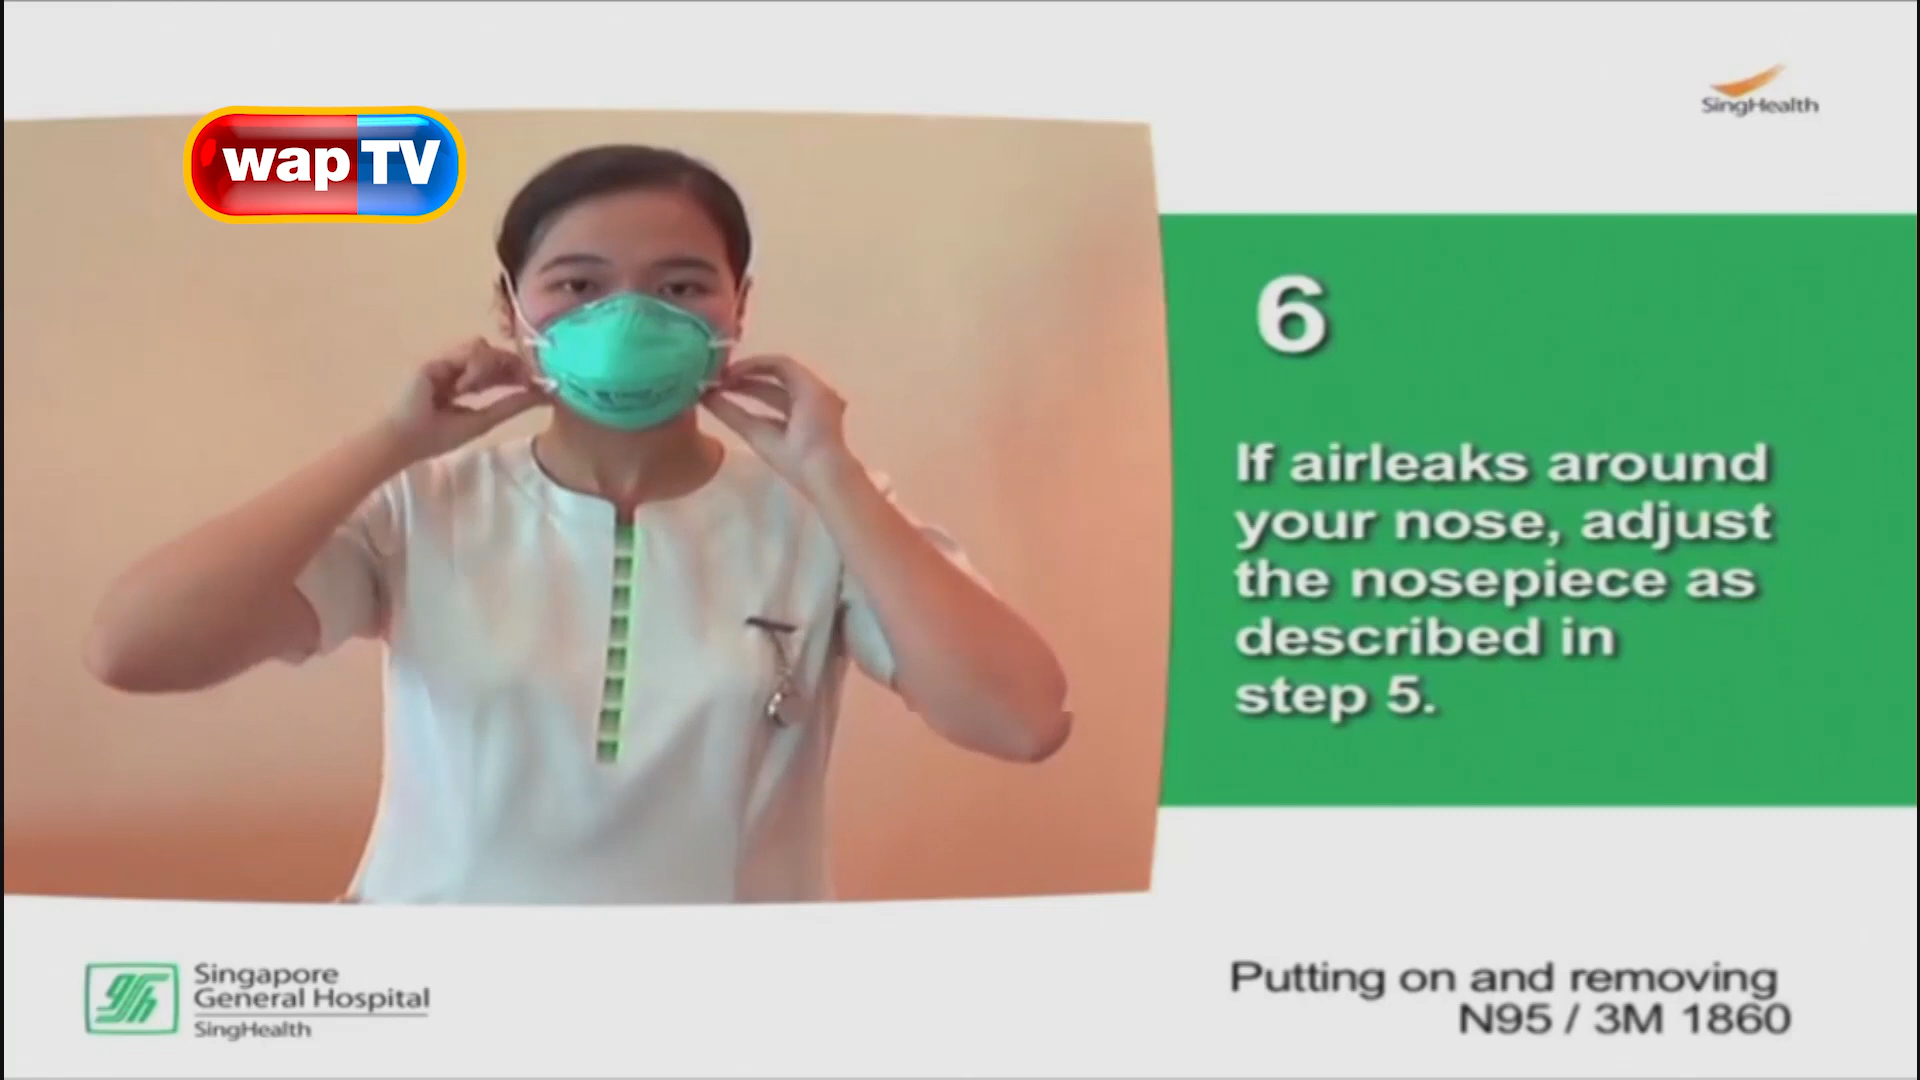 wap TV
SingHealth
6
If airleaks around
your nose, adjust
the nosepiece as
described in
step 5.
Singapore
General Hospital
SingHealth
Putting on and removing
N95 / 3M 1860